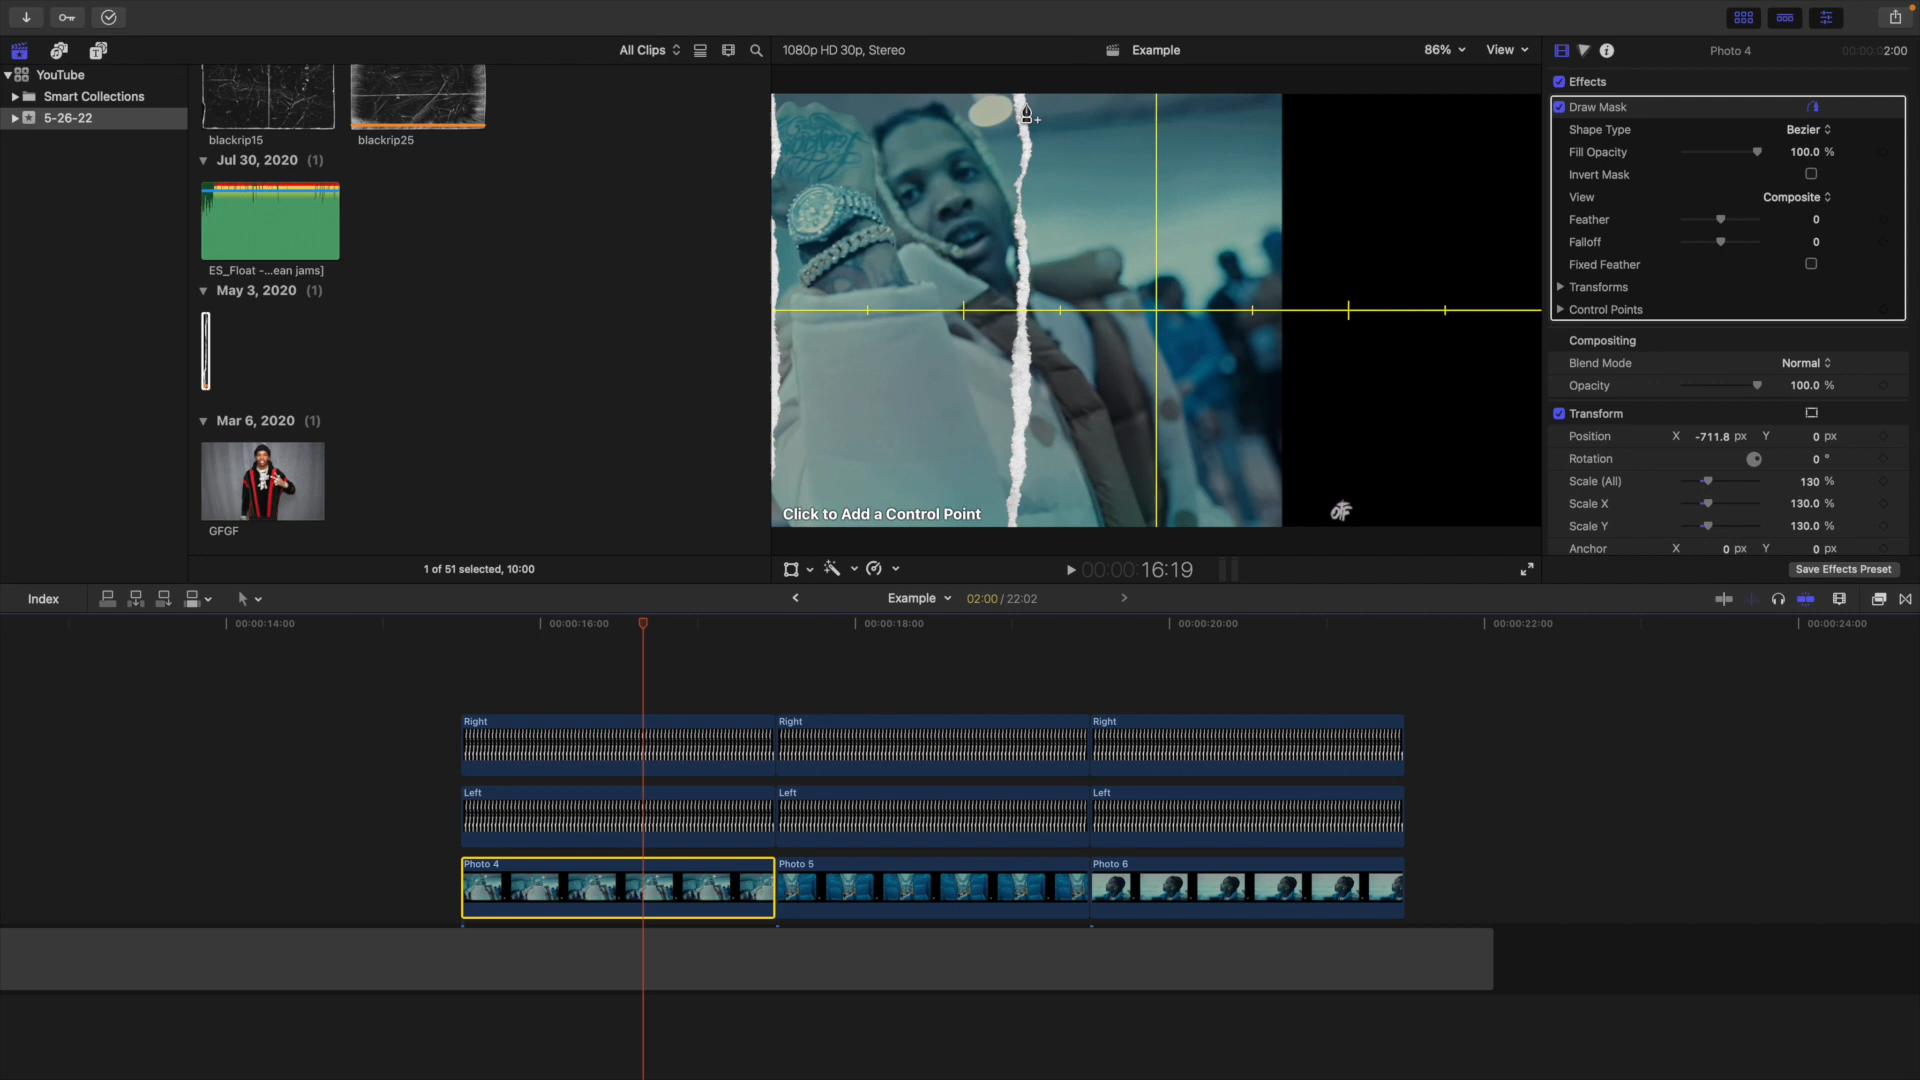 All Clips
1080p HD 30p, Stereo
Example
86%
View
Photo 4
00:00:02:00
YouTube
Smart Collections
5-26-22
blackrip15
blackrip25
Jul 30, 2020 (1)
ES_Float -...ean jams]
May 3, 2020 (1)
Mar 6, 2020 (1)
GFGF
1 of 51 selected, 10:00
Click to Add a Control Point
OTF
00:00:16:19
Effects
Draw Mask
Shape Type Bezier
Fill Opacity 100.0 %
Invert Mask
View Composite
Feather 0
Falloff 0
Fixed Feather
Transforms
Control Points
Compositing
Blend Mode Normal
Opacity 100.0 %
Transform
Position X -711.8 px Y 0 px
Rotation 0 °
Scale (All) 130 %
Scale X 130.0 %
Scale Y 130.0 %
Anchor X 0 px Y 0 px
Save Effects Preset
Index
Example
02:00 / 22:02
00:00:14:00
00:00:16:00
00:00:18:00
00:00:20:00
00:00:22:00
00:00:24:00
Right
Right
Right
Left
Left
Left
Photo 4
Photo 5
Photo 6